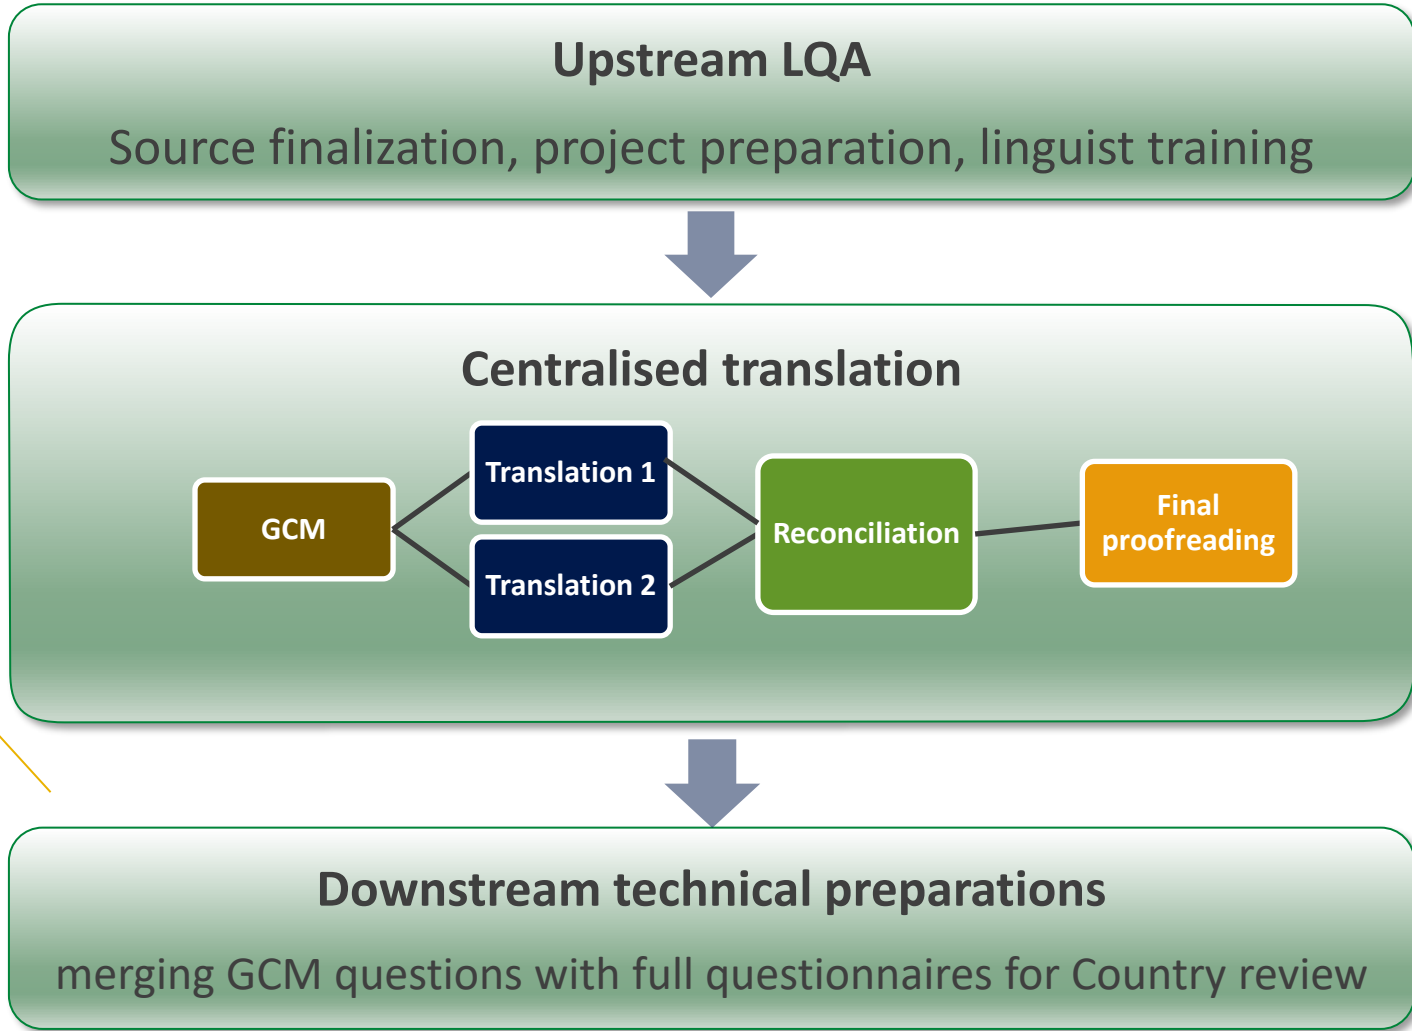 Upstream LQA
Source finalization, project preparation, linguist training
Centralised translation
GCM
Translation 1
Translation 2
Reconciliation
Final
proofreading
Downstream technical preparations
merging GCM questions with full questionnaires for Country review